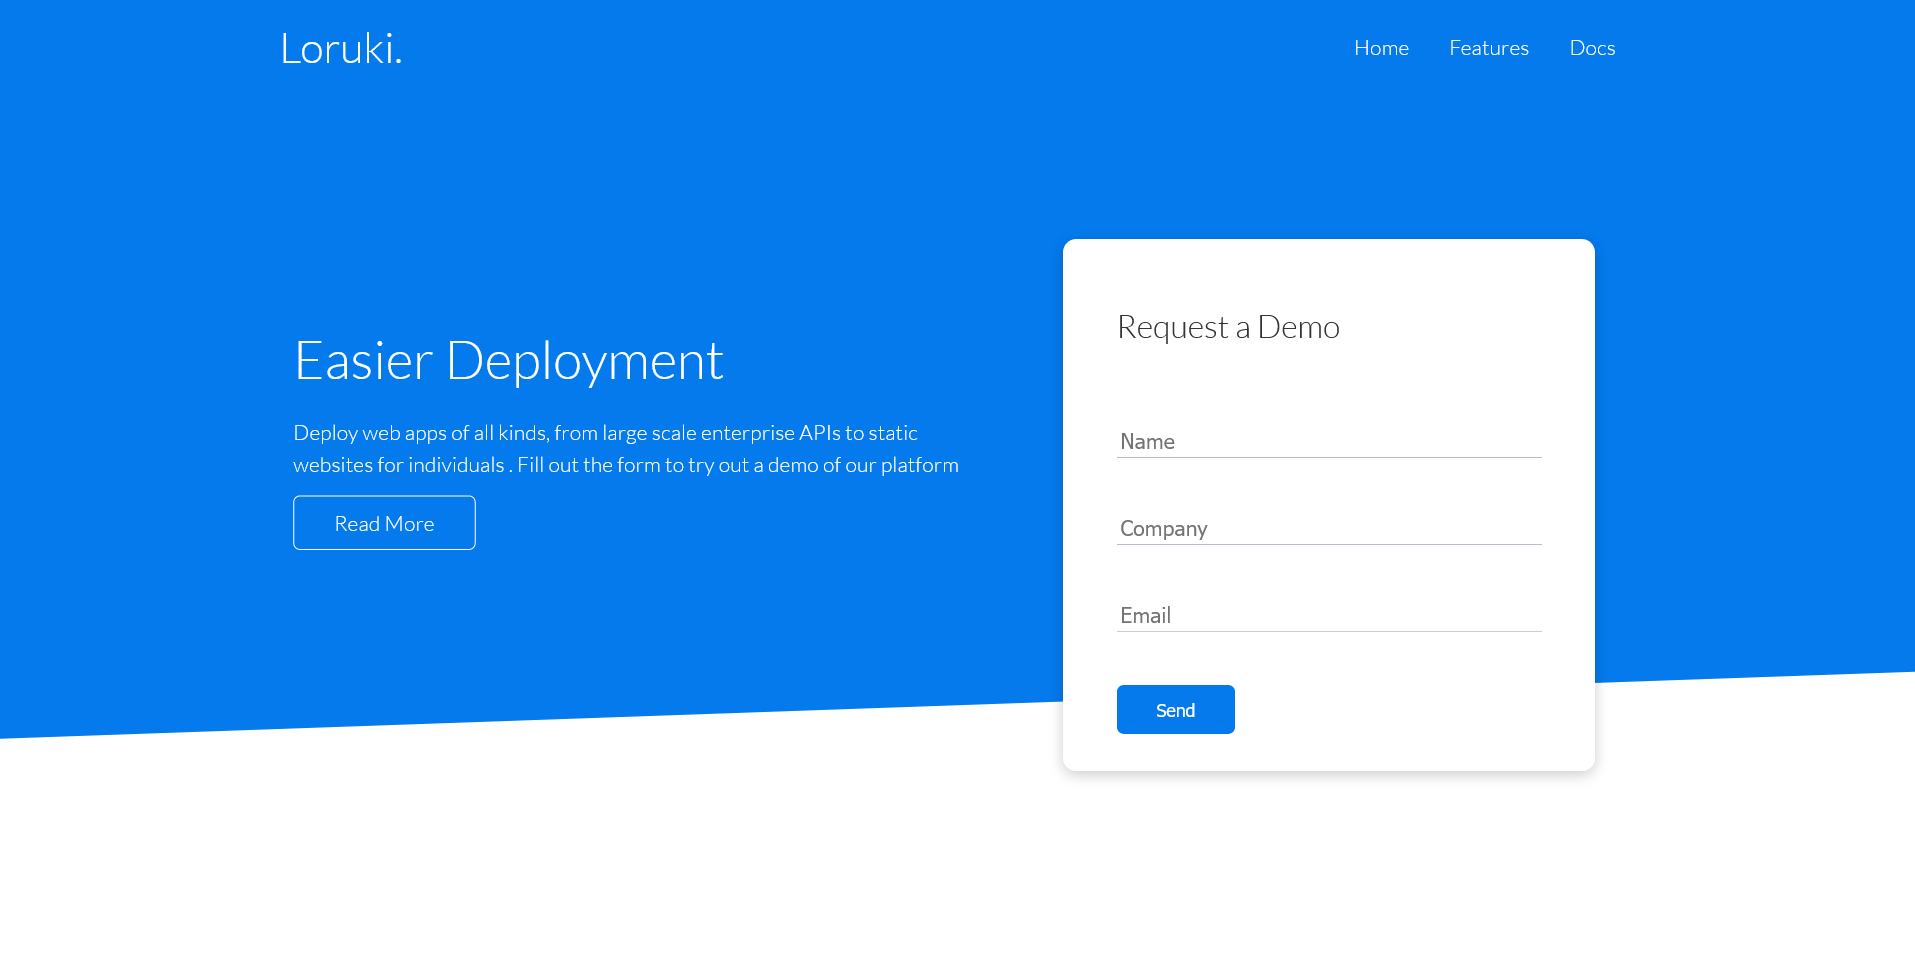 Loruki.
Home Features Docs
Easier Deployment
Deploy web apps of all kinds, from large scale enterprise APIs to static
websites for individuals . Fill out the form to try out a demo of our platform
Read More
Request a Demo
Name
Company
Email
Send